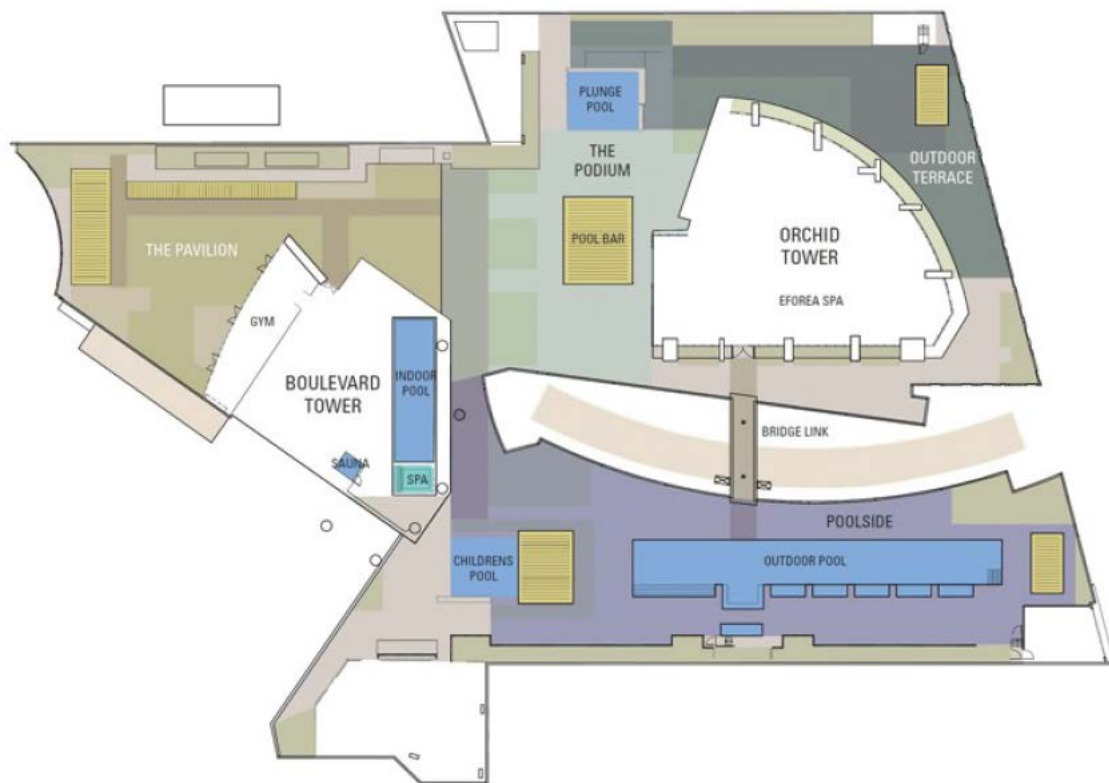 PLUNGE
POOL
THE
PODIUM
OUTDOOR
TERRACE
THE PAVILION
POOL BAR
ORCHID
TOWER
EFOREA SPA
GYM
BOULEVARD
TOWER
INDOOR
POOL
SAUNA
SPA
BRIDGE LINK
POOLSIDE
CHILDRENS
POOL
OUTDOOR POOL